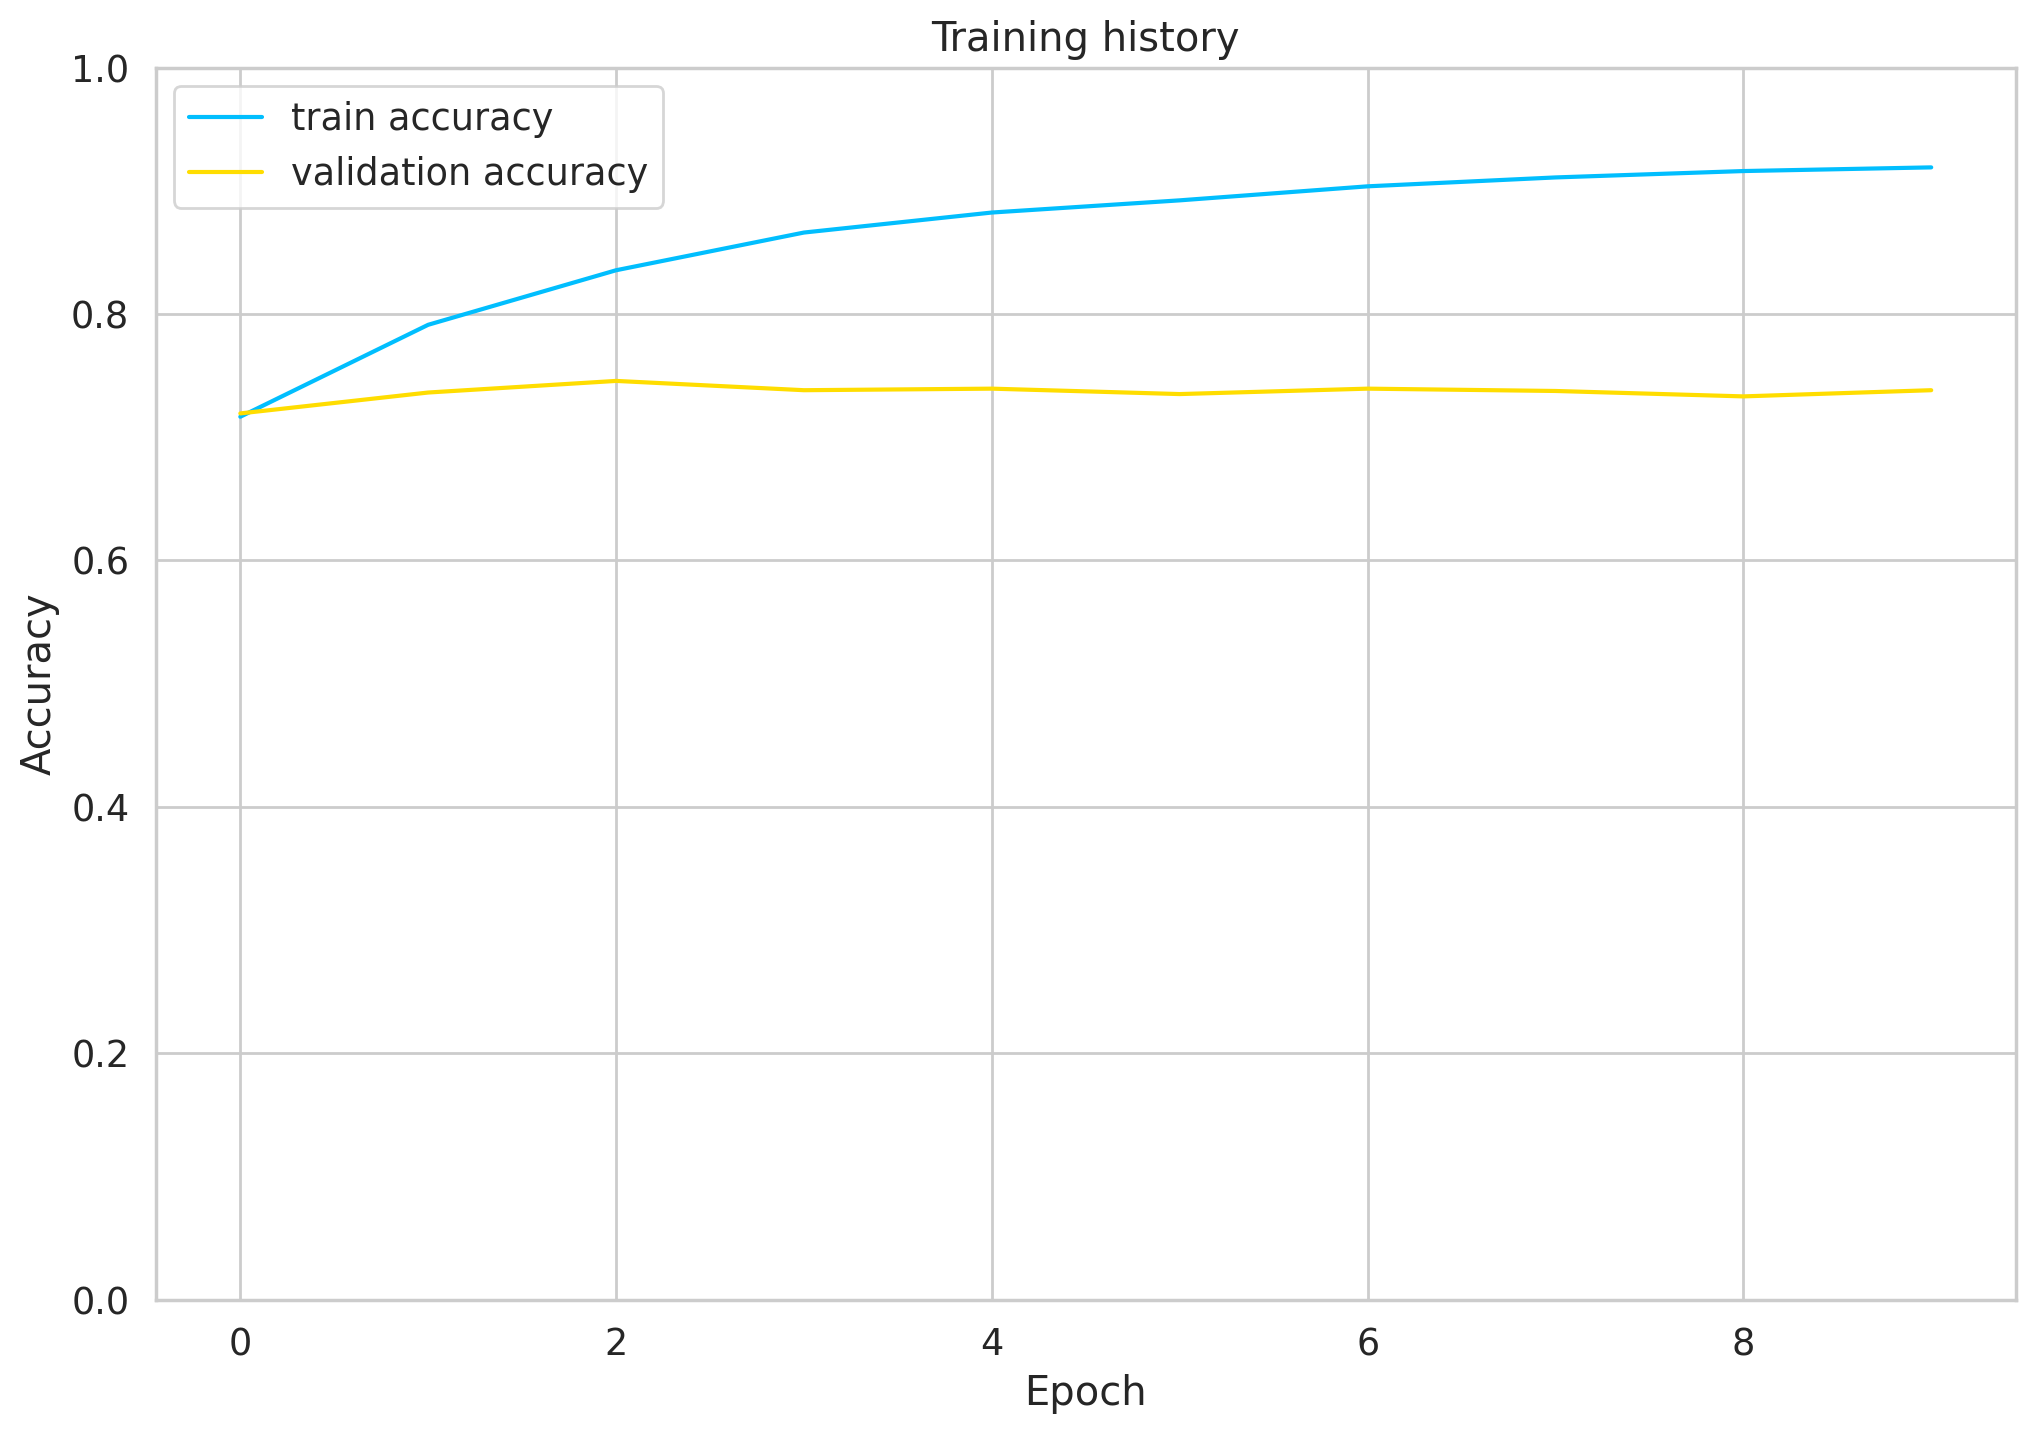 Training history
1.0
train accuracy
validation accuracy
0.8
0.6
0.4
0.2
0.0
Accuracy
0 2 4 6 8
Epoch